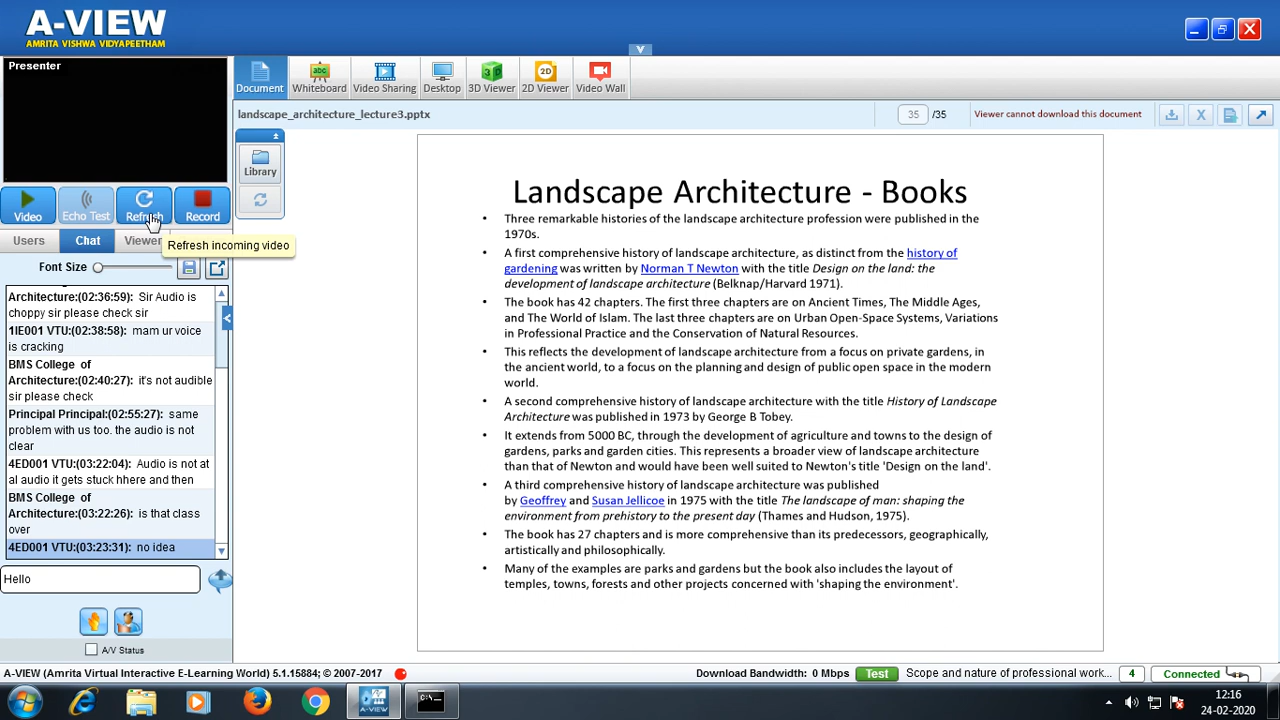 A-VIEW
AMRITA VISHWA VIDYAPEETHAM
Presenter
Video
Echo Test
Refresh
Record
Refresh incoming video
Users
Chat
Viewer
Font Size
Architecture:(02:36:59): Sir Audio is
choppy sir please check sir
1IE001 VTU:(02:38:58): mam ur voice
is cracking
BMS College of
Architecture:(02:40:27): it's not audible
sir please check
Principal Principal:(02:55:27): same
problem with us too. the audio is not
clear
4ED001 VTU:(03:22:04): Audio is not at
al audio it gets stuck hhere and then
BMS College of
Architecture:(03:22:26): is that class
over
4ED001 VTU:(03:23:31): no idea
Hello
A/V Status
Document
Whiteboard
abc
Video Sharing
Desktop
3D
3D Viewer
2D
2D Viewer
Video Wall
landscape_architecture_lecture3.pptx
35 /35
Viewer cannot download this document
X
Library
Landscape Architecture - Books
• Three remarkable histories of the landscape architecture profession were published in the
1970s.
• A first comprehensive history of landscape architecture, as distinct from the history of
gardening was written by Norman T Newton with the title Design on the land: the
development of landscape architecture (Belknap/Harvard 1971).
• The book has 42 chapters. The first three chapters are on Ancient Times, The Middle Ages,
and The World of Islam. The last three chapters are on Urban Open-Space Systems, Variations
in Professional Practice and the Conservation of Natural Resources.
• This reflects the development of landscape architecture from a focus on private gardens, in
the ancient world, to a focus on the planning and design of public open space in the modern
world.
• A second comprehensive history of landscape architecture with the title History of Landscape
Architecture was published in 1973 by George B Tobey.
• It extends from 5000 BC, through the development of agriculture and towns to the design of
gardens, parks and garden cities. This represents a broader view of landscape architecture
than that of Newton and would have been well suited to Newton's title 'Design on the land'.
• A third comprehensive history of landscape architecture was published
by Geoffrey and Susan Jellicoe in 1975 with the title The landscape of man: shaping the
environment from prehistory to the present day (Thames and Hudson, 1975).
• The book has 27 chapters and is more comprehensive than its predecessors, geographically,
artistically and philosophically.
• Many of the examples are parks and gardens but the book also includes the layout of
temples, towns, forests and other projects concerned with 'shaping the environment'.
A-VIEW (Amrita Virtual Interactive E-Learning World) 5.1.15884; © 2007-2017
Download Bandwidth: 0 Mbps
Test
Scope and nature of professional work...
4
Connected
C:\
12:16
24-02-2020